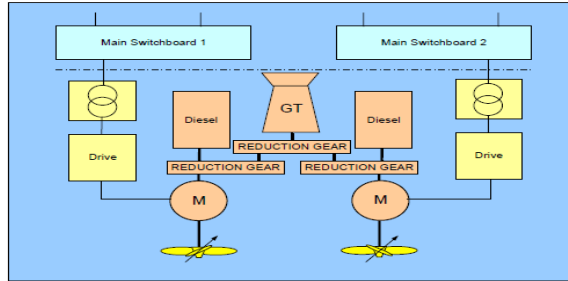 Main Switchboard 1
Main Switchboard 2
GT
Diesel
Diesel
REDUCTION GEAR
Drive
Drive
REDUCTION GEAR
REDUCTION GEAR
M
M